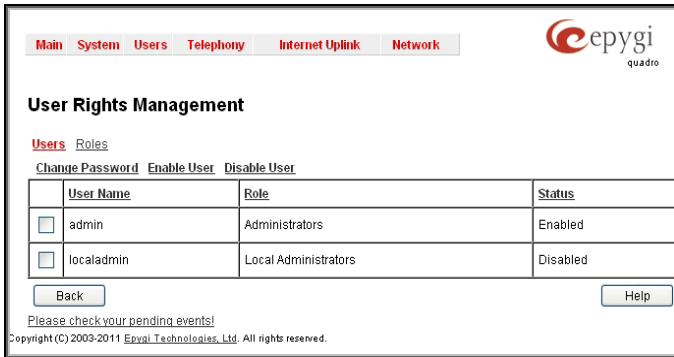 Main System Users Telephony Internet Uplink Network
epygi
quadro
User Rights Management
Users Roles
Change Password Enable User Disable User
User Name Role Status
admin Administrators Enabled
localadmin Local Administrators Disabled
Back Help
Please check your pending events!
Copyright (C) 2003-2011 Epygi Technologies, Ltd. All rights reserved.